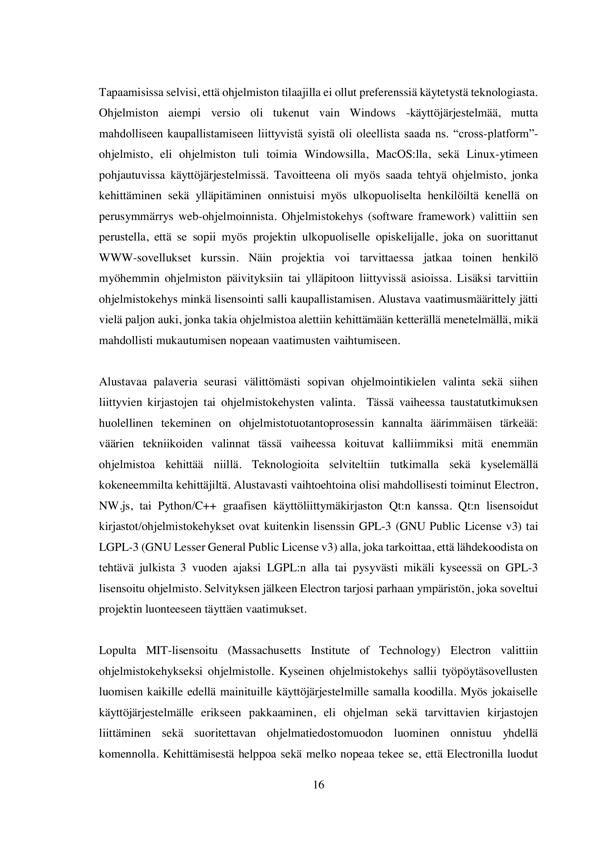 Tapaamisissa selvisi, että ohjelmiston tilaajilla ei ollut preferenssiä käytetystä teknologiasta.
Ohjelmiston aiempi versio oli tukenut vain Windows -käyttöjärjestelmää, mutta
mahdolliseen kaupallistamiseen liittyvistä syistä oli oleellista saada ns. “cross-platform”-
ohjelmisto, eli ohjelmiston tuli toimia Windowsilla, MacOS:lla, sekä Linux-ytimeen
pohjautuvissa käyttöjärjestelmissä. Tavoitteena oli myös saada tehtyä ohjelmisto, jonka
kehittäminen sekä ylläpitäminen onnistuisi myös ulkopuoliselta henkilöiltä kenellä on
perusymmärrys web-ohjelmoinnista. Ohjelmistokehys (software framework) valittiin sen
perustella, että se sopii myös projektin ulkopuoliselle opiskelijalle, joka on suorittanut
WWW-sovellukset kurssin. Näin projektia voi tarvittaessa jatkaa toinen henkilö
myöhemmin ohjelmiston päivityksiin tai ylläpitoon liittyvissä asioissa. Lisäksi tarvittiin
ohjelmistokehys minkä lisensointi salli kaupallistamisen. Alustava vaatimusmäärittely jätti
vielä paljon auki, jonka takia ohjelmistoa alettiin kehittämään ketterällä menetelmällä, mikä
mahdollisti mukautumisen nopeaan vaatimusten vaihtumiseen.
Alustavaa palaveria seurasi välittömästi sopivan ohjelmointikielen valinta sekä siihen
liittyvien kirjastojen tai ohjelmistokehysten valinta. Tässä vaiheessa taustatutkimuksen
huolellinen tekeminen on ohjelmistotuotantoprosessin kannalta äärimmäisen tärkeää:
väärien tekniikoiden valinnat tässä vaiheessa koituvat kalliimmiksi mitä enemmän
ohjelmistoa kehittää niillä. Teknologioita selviteltiin tutkimalla sekä kyselemällä
kokeneemmilta kehittäjiltä. Alustavasti vaihtoehtoina olisi mahdollisesti toiminut Electron,
NW.js, tai Python/C++ graafisen käyttöliittymäkirjaston Qt:n kanssa. Qt:n lisensoidut
kirjastot/ohjelmistokehykset ovat kuitenkin lisenssin GPL-3 (GNU Public License v3) tai
LGPL-3 (GNU Lesser General Public License v3) alla, joka tarkoittaa, että lähdekoodista on
tehtävä julkista 3 vuoden ajaksi LGPL:n alla tai pysyvästi mikäli kyseessä on GPL-3
lisensoitu ohjelmisto. Selvityksen jälkeen Electron tarjosi parhaan ympäristön, joka soveltui
projektin luonteeseen täyttäen vaatimukset.
Lopulta MIT-lisensoitu (Massachusetts Institute of Technology) Electron valittiin
ohjelmistokehykseksi ohjelmistolle. Kyseinen ohjelmistokehys sallii työpöytäsovellusten
luomisen kaikille edellä mainituille käyttöjärjestelmille samalla koodilla. Myös jokaiselle
käyttöjärjestelmälle erikseen pakkaaminen, eli ohjelman sekä tarvittavien kirjastojen
liittäminen sekä suoritettavan ohjelmatiedostomuodon luominen onnistuu yhdellä
komennolla. Kehittämisestä helppoa sekä melko nopeaa tekee se, että Electronilla luodut
16